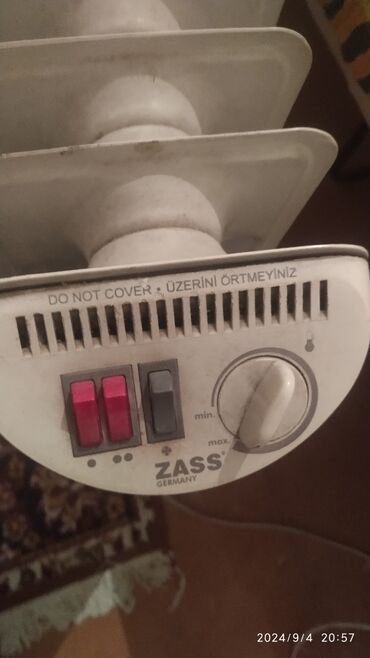 DO NOT COVER • ÜZERİNİ ÖRTMEYİNİZ
min.
max.
ZASS®
GERMANY
2024/9/4 20:57